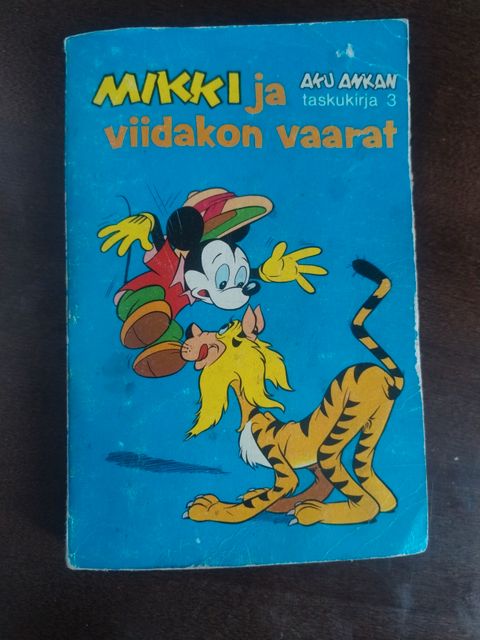 MIKKI ja
AKU ANKAN
taskukirja 3
viidakon vaarat